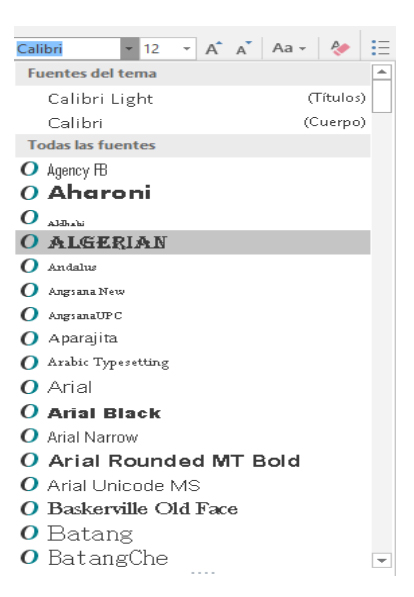 Calibri 12 A A Aa
Fuentes del tema
Calibri Light (Títulos)
Calibri (Cuerpo)
Todas las fuentes
O Agency FB
O Aharoni
O Aldhabi
O ALGERIAN
O Andalus
O Angsana New
O AngsanaUPC
O Aparajita
O Arabic Typesetting
O Arial
O Arial Black
O Arial Narrow
O Arial Rounded MT Bold
O Arial Unicode MS
O Baskerville Old Face
O Batang
O BatangChe